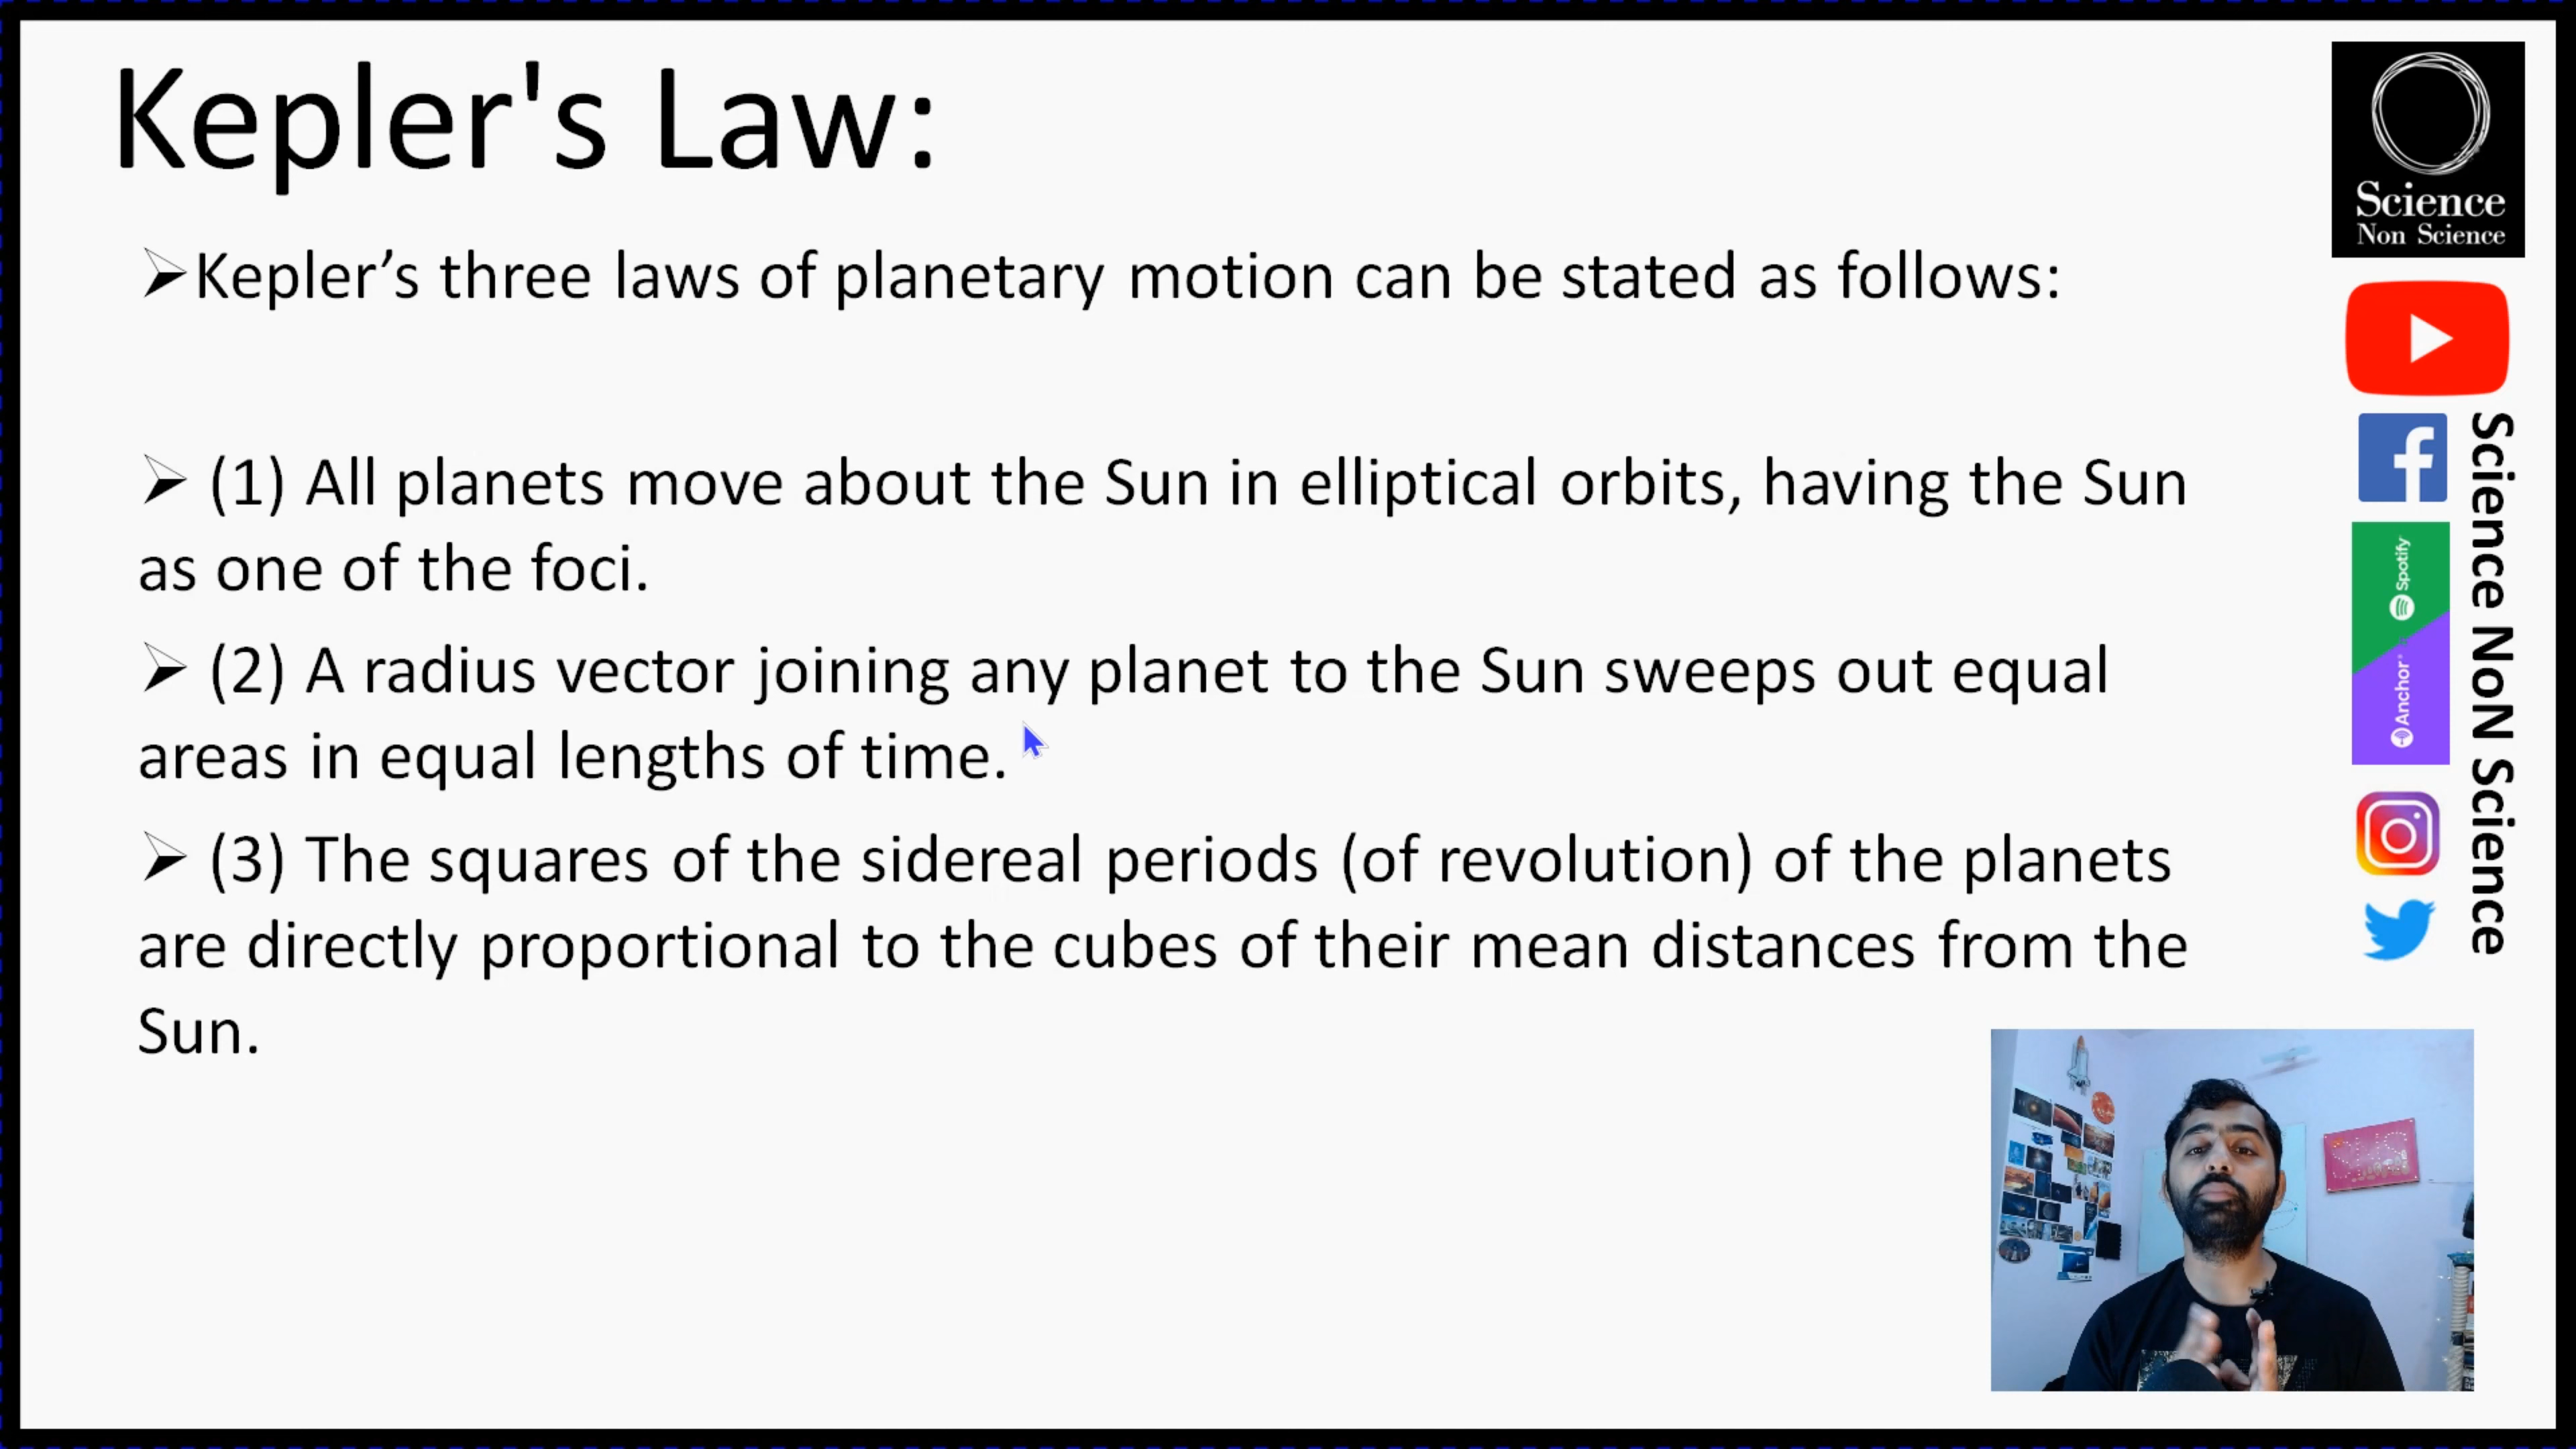 Kepler's Law:
➢Kepler’s three laws of planetary motion can be stated as follows:
➢ (1) All planets move about the Sun in elliptical orbits, having the Sun
as one of the foci.
➢ (2) A radius vector joining any planet to the Sun sweeps out equal
areas in equal lengths of time.
➢ (3) The squares of the sidereal periods (of revolution) of the planets
are directly proportional to the cubes of their mean distances from the
Sun.
Science
Non Science
Spotify
Anchor
Science NoN Science